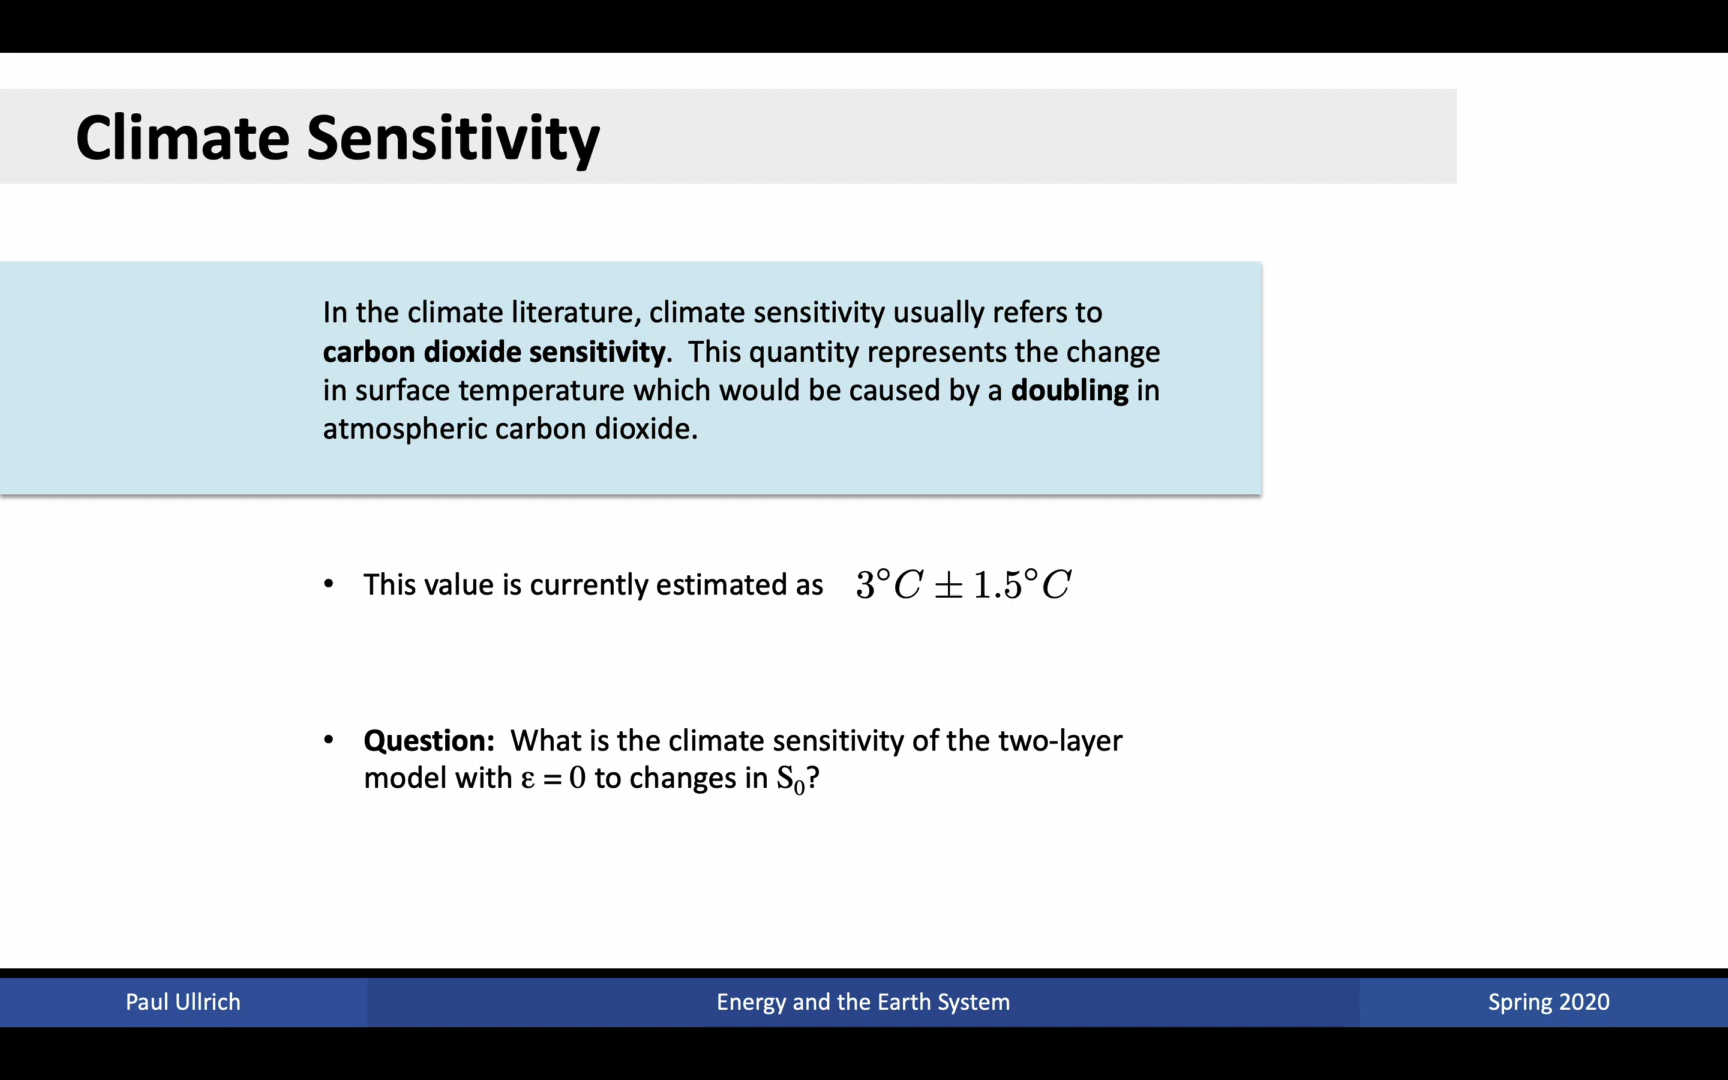 Climate Sensitivity
In the climate literature, climate sensitivity usually refers to
carbon dioxide sensitivity. This quantity represents the change
in surface temperature which would be caused by a doubling in
atmospheric carbon dioxide.
• This value is currently estimated as 3°C ± 1.5°C
• Question: What is the climate sensitivity of the two-layer
model with ε = 0 to changes in S₀?
Paul Ullrich
Energy and the Earth System
Spring 2020